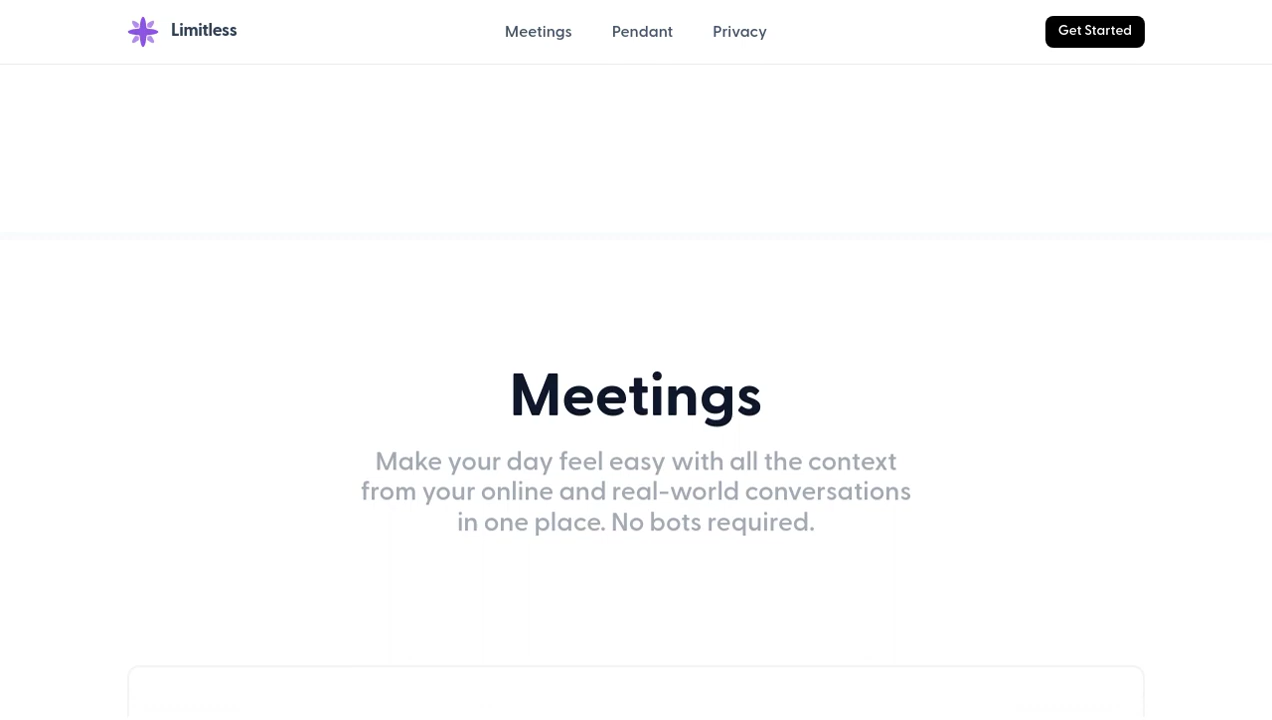 Limitless
Meetings
Pendant
Privacy
Get Started
Meetings
Make your day feel easy with all the context
from your online and real-world conversations
in one place. No bots required.